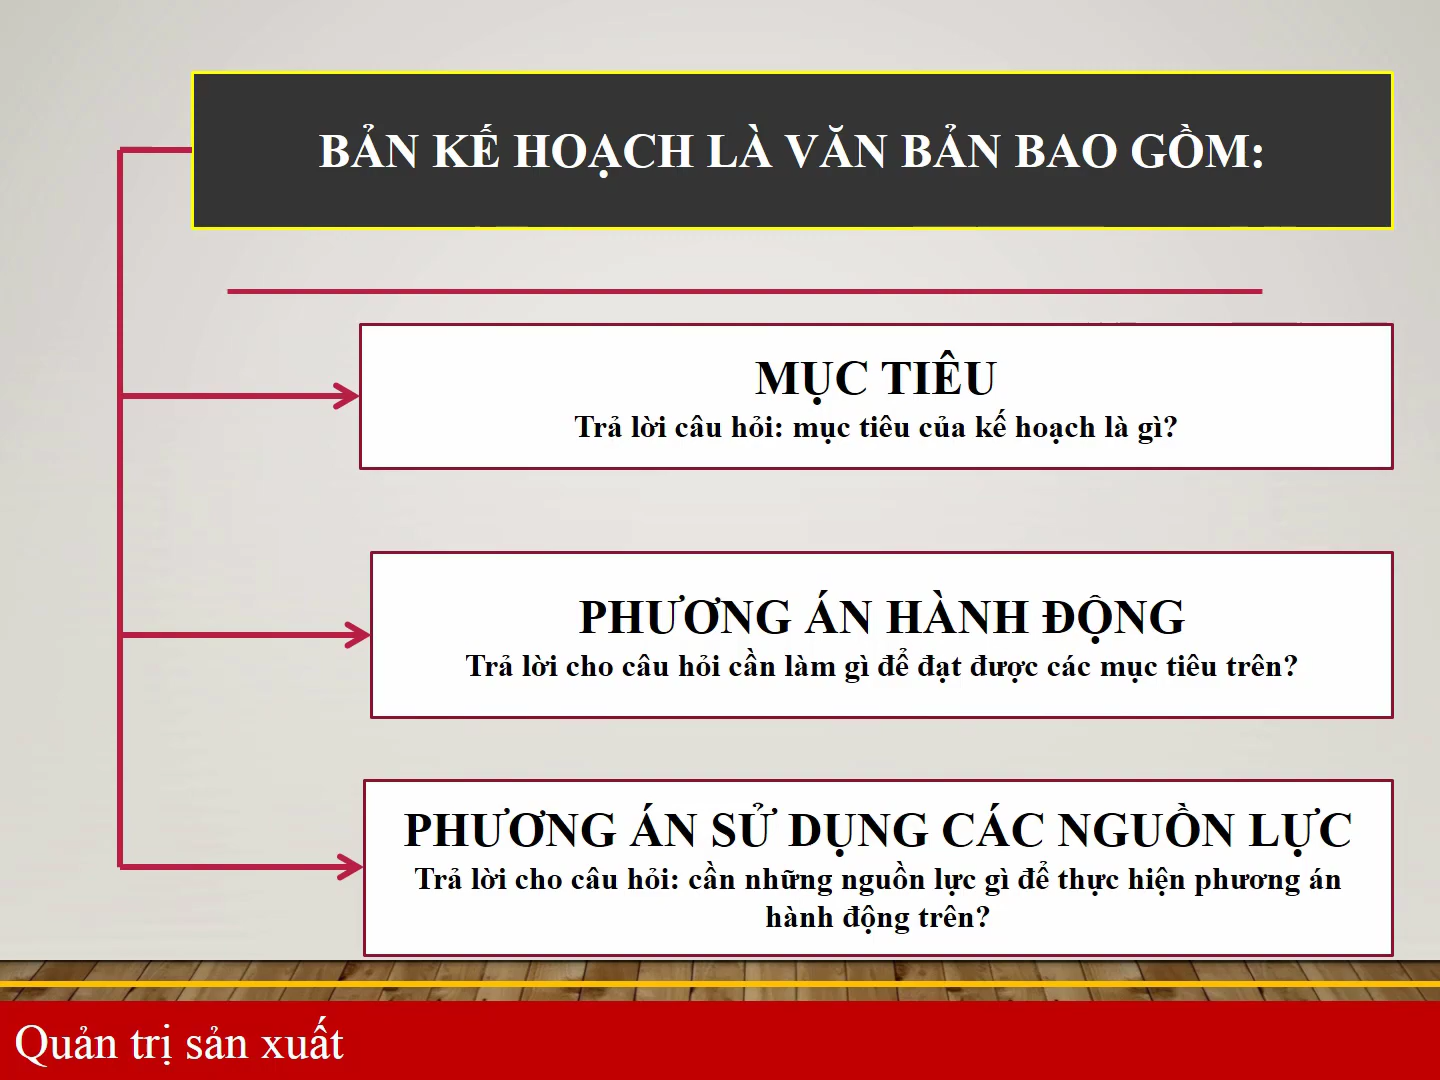 BẢN KẾ HOẠCH LÀ VĂN BẢN BAO GỒM:
MỤC TIÊU
Trả lời câu hỏi: mục tiêu của kế hoạch là gì?
PHƯƠNG ÁN HÀNH ĐỘNG
Trả lời cho câu hỏi cần làm gì để đạt được các mục tiêu trên?
PHƯƠNG ÁN SỬ DỤNG CÁC NGUỒN LỰC
Trả lời cho câu hỏi: cần những nguồn lực gì để thực hiện phương án
hành động trên?
Quản trị sản xuất